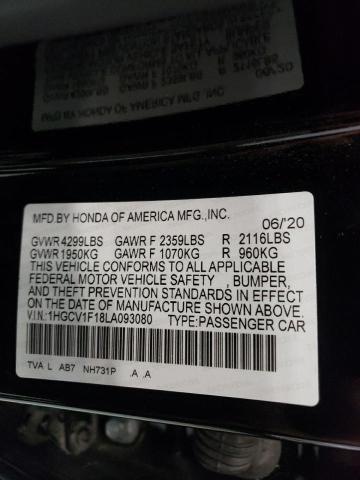 MFD BY HONDA OF AMERICA MFG.,INC. 06/'20
GVWR 4299LBS GAWR F 2359LBS R 2116LBS
GVWR 1950KG GAWR F 1070KG R 960KG
THIS VEHICLE CONFORMS TO ALL APPLICABLE
FEDERAL MOTOR VEHICLE SAFETY , BUMPER,
AND THEFT PREVENTION STANDARDS IN EFFECT ON
THE DATE OF MANUFACTURE SHOWN ABOVE.
V.I.N.:1HGCV1F18LA093080 TYPE:PASSENGER CAR
TVA L AB7 NH731P .A .A